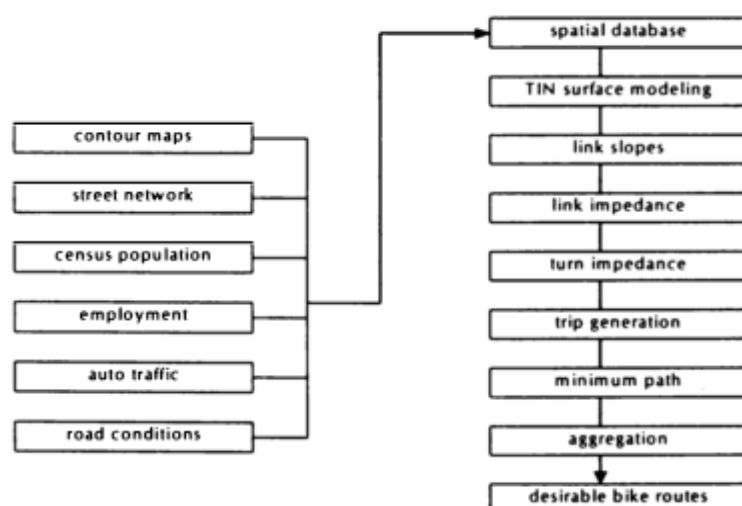 contour maps
street network
census population
employment
auto traffic
road conditions
spatial database
TIN surface modeling
link slopes
link impedance
turn impedance
trip generation
minimum path
aggregation
desirable bike routes